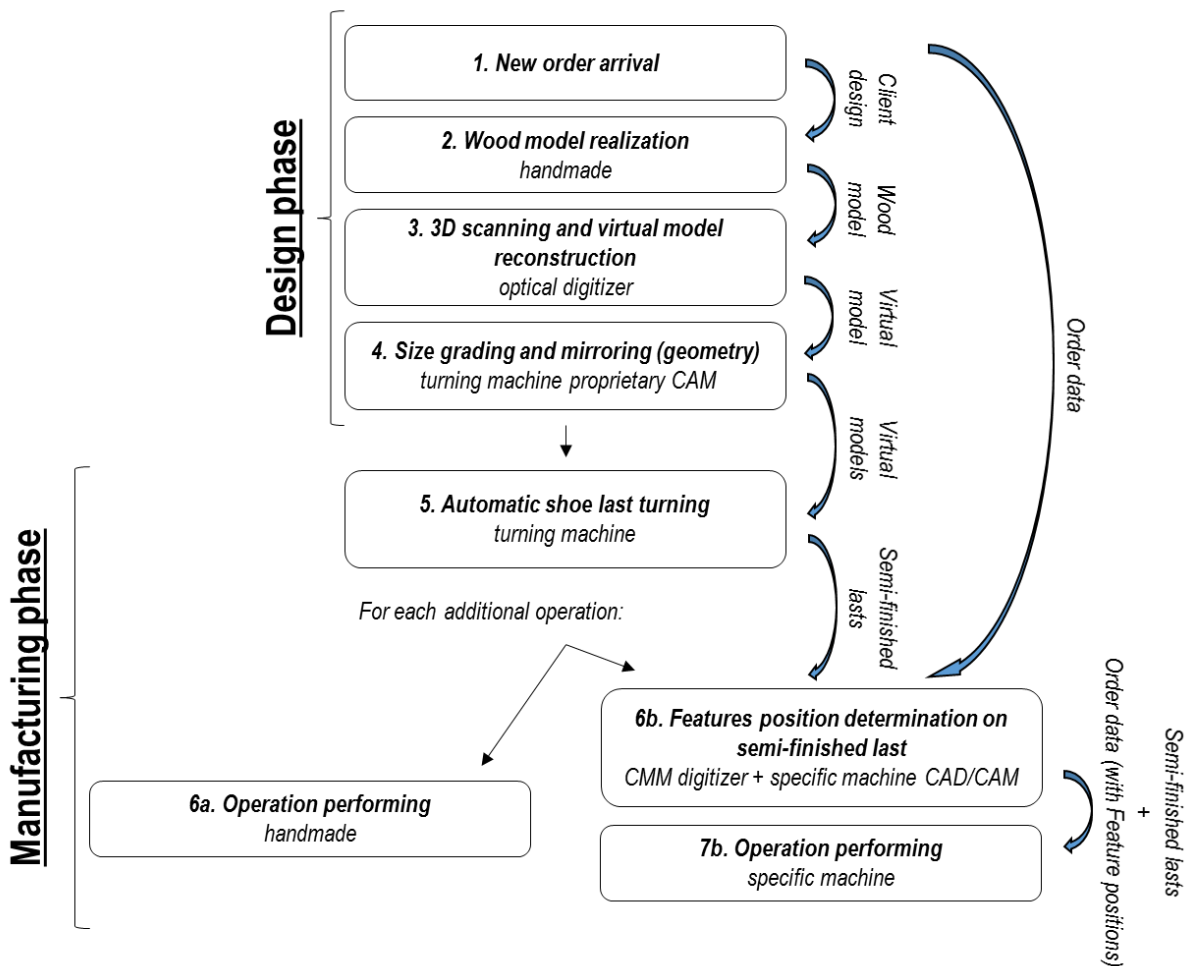 Design phase
1. New order arrival
Client
design
2. Wood model realization
handmade
Wood
model
3. 3D scanning and virtual model
reconstruction
optical digitizer
Virtual
model
4. Size grading and mirroring (geometry)
turning machine proprietary CAM
Virtual
models
Order data
Manufacturing phase
5. Automatic shoe last turning
turning machine
Semi-finished
lasts
For each additional operation:
6a. Operation performing
handmade
6b. Features position determination on
semi-finished last
CMM digitizer + specific machine CAD/CAM
7b. Operation performing
specific machine
Semi-finished lasts
+
Order data (with Feature positions)